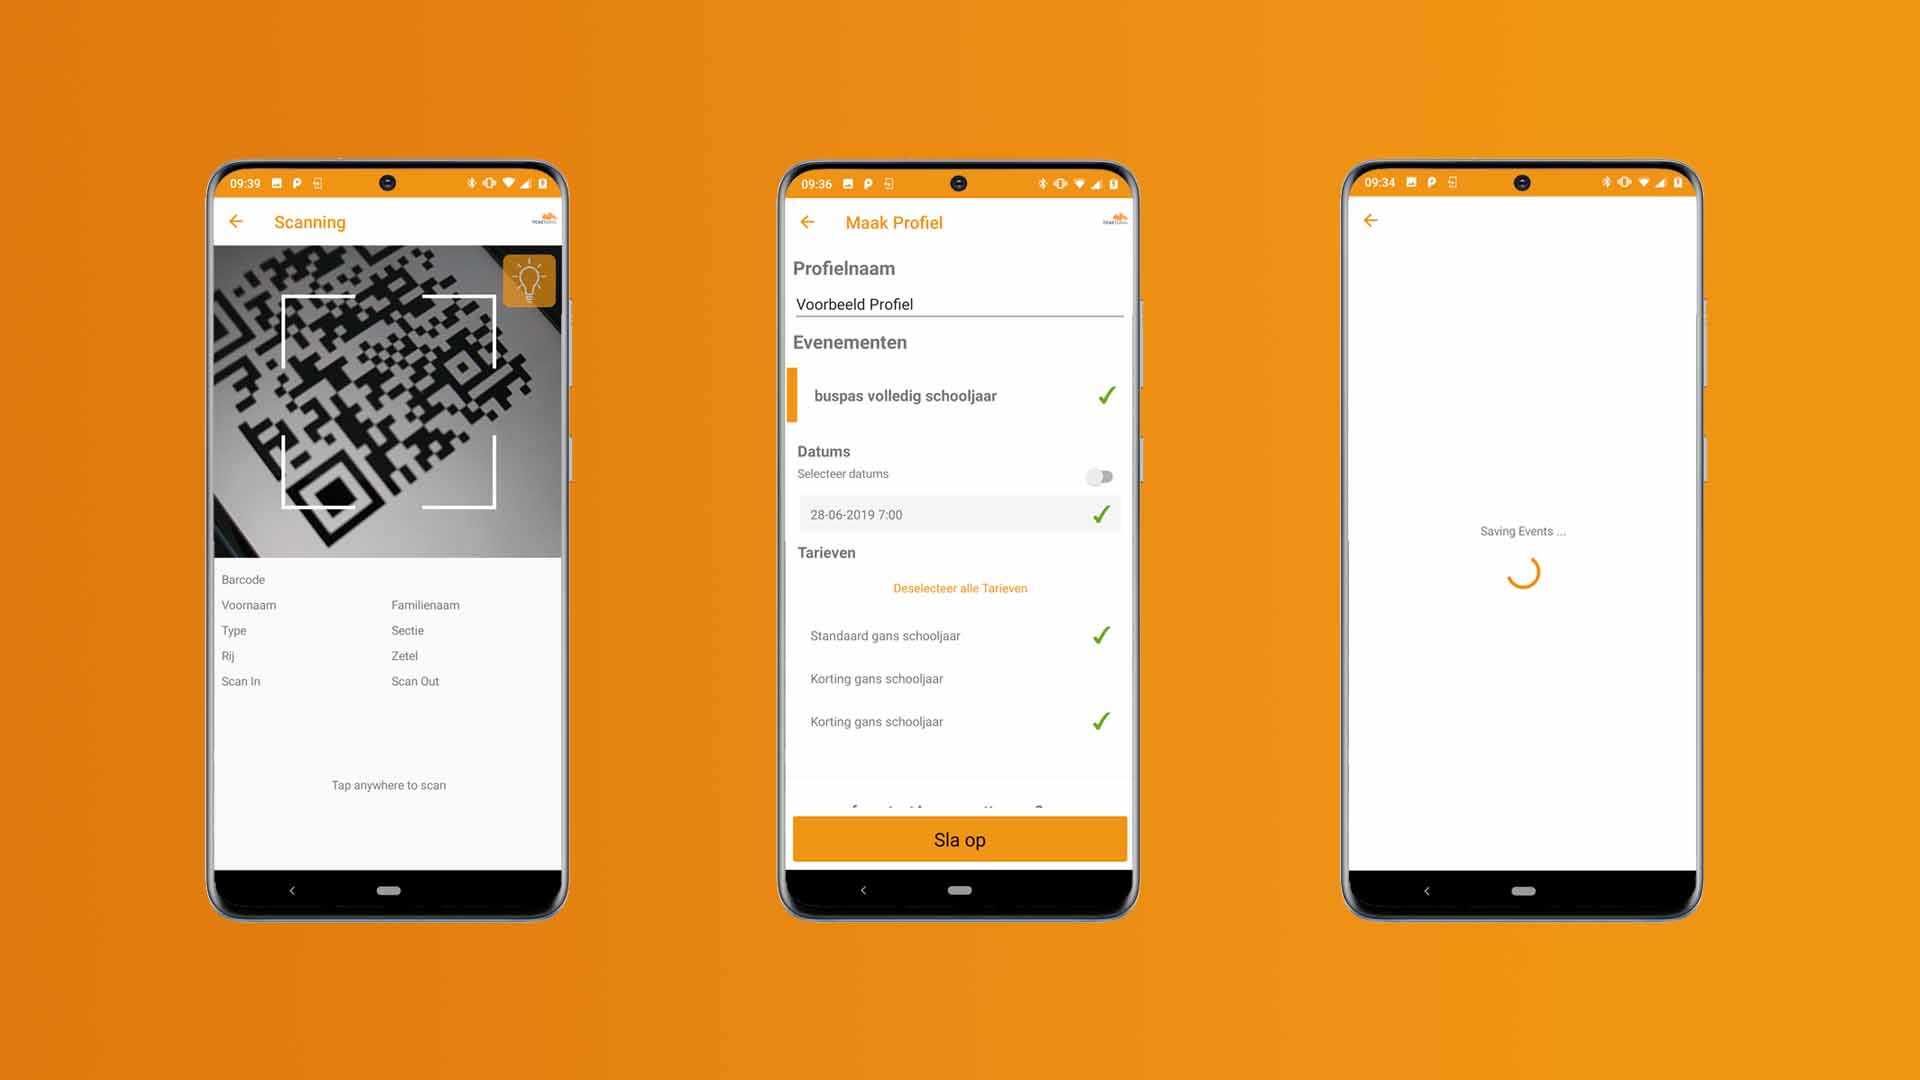 09:39
Scanning
Barcode
Voornaam Familienaam
Type Sectie
Rij Zetel
Scan In Scan Out
Tap anywhere to scan
09:36
Maak Profiel
Profielnaam
Voorbeeld Profiel
Evenementen
buspas volledig schooljaar
Datums
Selecteer datums
28-06-2019 7:00
Tarieven
Deselecteer alle Tarieven
Standaard gans schooljaar
Korting gans schooljaar
Korting gans schooljaar
Sla op
09:34
Saving Events ...